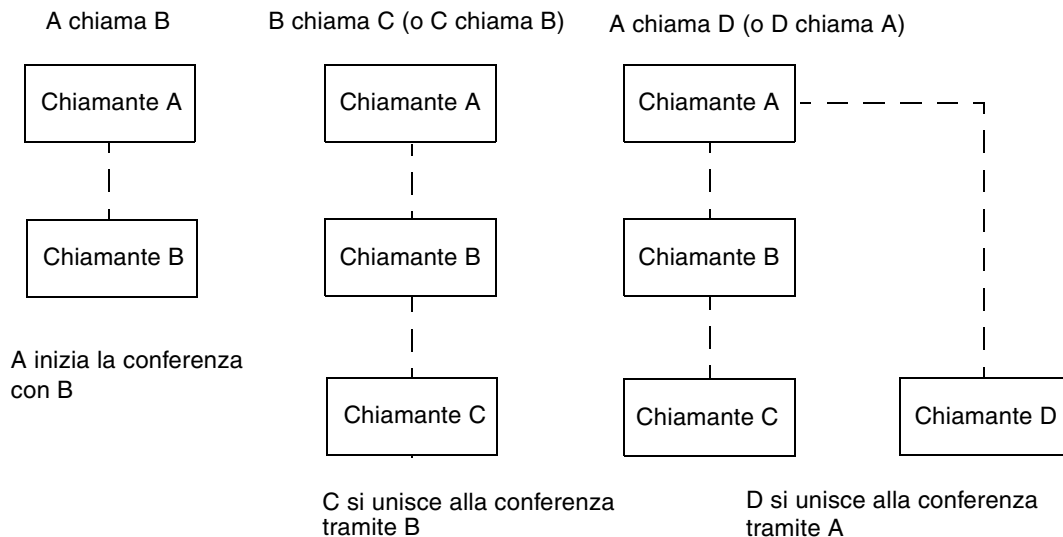 A chiama B
Chiamante A
Chiamante B
A inizia la conferenza
con B
B chiama C (o C chiama B)
Chiamante A
Chiamante B
Chiamante C
C si unisce alla conferenza
tramite B
A chiama D (o D chiama A)
Chiamante A
Chiamante B
Chiamante C
Chiamante D
D si unisce alla conferenza
tramite A